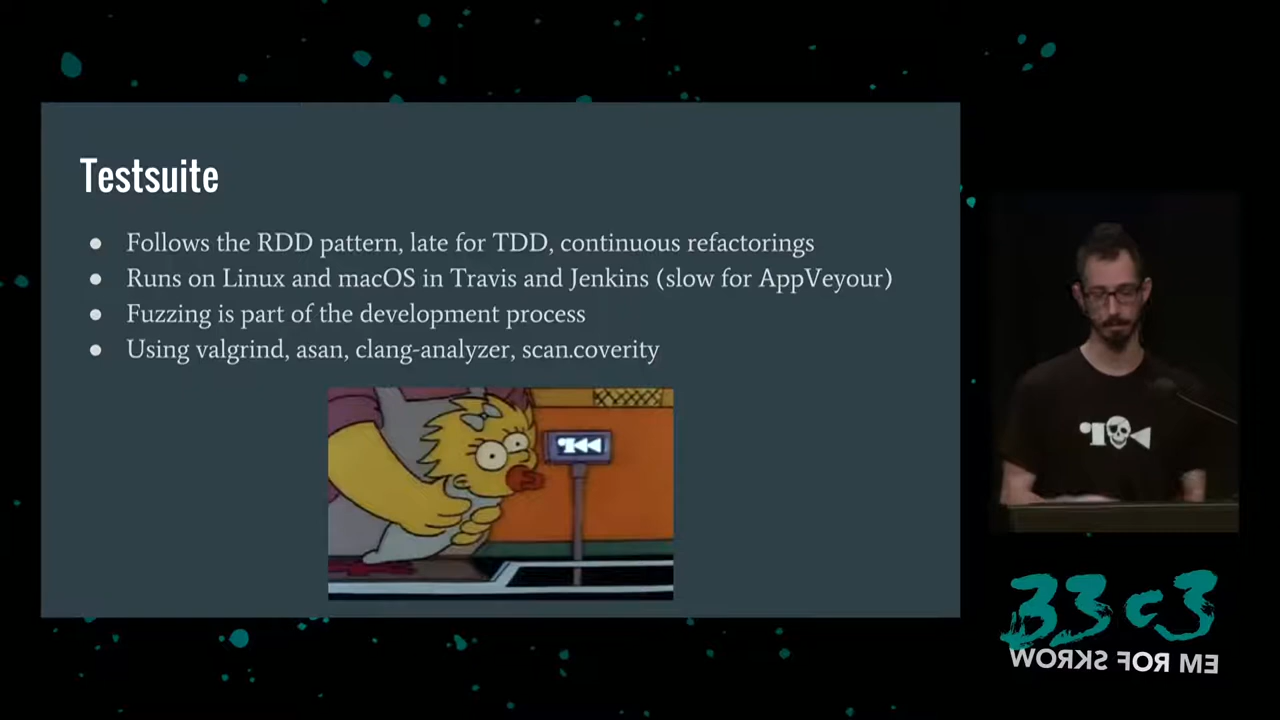 Testsuite
● Follows the RDD pattern, late for TDD, continuous refactorings
● Runs on Linux and macOS in Travis and Jenkins (slow for AppVeyour)
● Fuzzing is part of the development process
● Using valgrind, asan, clang-analyzer, scan.coverity
33c3
WORKS FOR ME